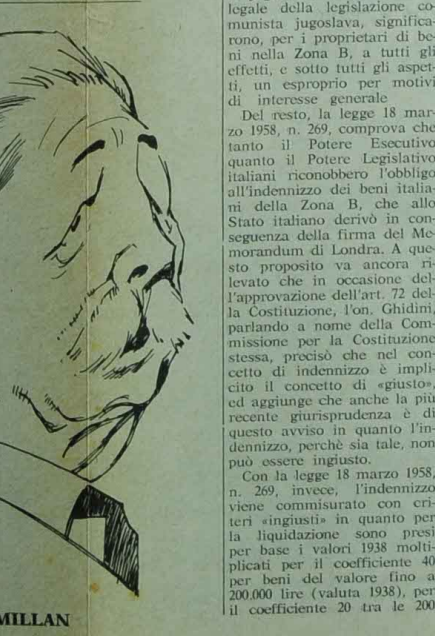 legale della legislazione co-
munista jugoslava, significa-
rono, per i proprietari di be-
ni nella Zona B, a tutti gli
effetti, e sotto tutti gli aspet-
ti, un esproprio per motivi
di interesse generale
Del resto, la legge 18 mar-
zo 1958, n. 269, comprova che
tanto il Potere Esecutivo
quanto il Potere Legislativo
italiani riconobbero l'obbligo
all'indennizzo dei beni italia-
ni della Zona B, che allo
Stato italiano derivò in con-
seguenza della firma del Me-
morandum di Londra. A que-
sto proposito va ancora ri-
levato che in occasione del-
l'approvazione dell'art. 72 del-
la Costituzione, l'on. Ghidini,
parlando a nome della Com-
missione per la Costituzione
stessa, precisò che nel con-
cetto di indennizzo è impli-
cito il concetto di «giusto»,
ed aggiunge che anche la più
recente giurisprudenza è di
questo avviso in quanto l'in-
dennizzo, perchè sia tale, non
può essere ingiusto.
Con la legge 18 marzo 1958,
n. 269, invece, l'indennizzo
viene commisurato con cri-
teri «ingiusti» in quanto per
la liquidazione sono presi
per base i valori 1938 molti-
plicati per il coefficiente 40
per beni del valore fino a
200.000 lire (valuta 1938), per
il coefficiente 20 tra le 200
MILLAN